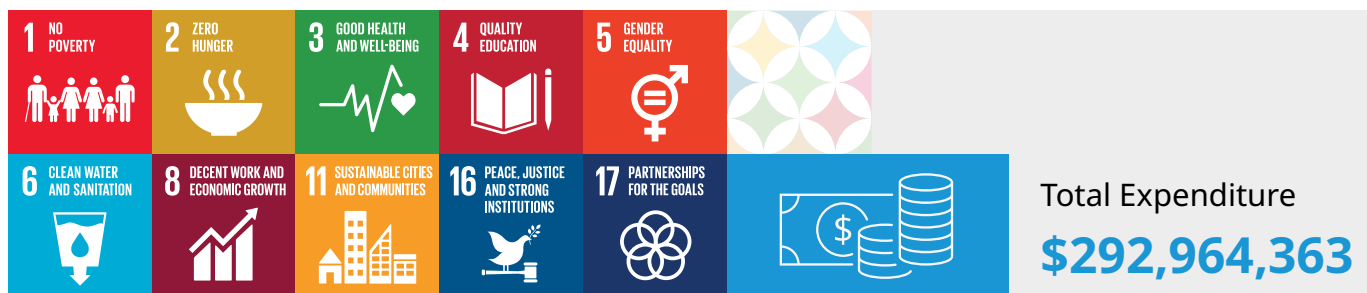 1 NO
POVERTY
2 ZERO
HUNGER
3 GOOD HEALTH
AND WELL-BEING
4 QUALITY
EDUCATION
5 GENDER
EQUALITY
6 CLEAN WATER
AND SANITATION
8 DECENT WORK AND
ECONOMIC GROWTH
11 SUSTAINABLE CITIES
AND COMMUNITIES
16 PEACE, JUSTICE
AND STRONG
INSTITUTIONS
17 PARTNERSHIPS
FOR THE GOALS
$
Total Expenditure
$292,964,363